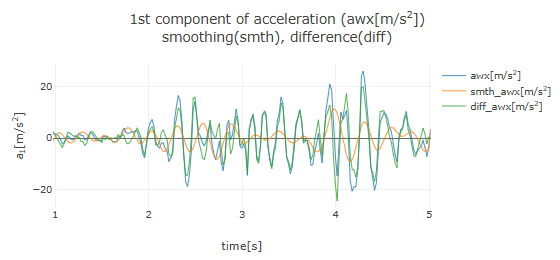 1st component of acceleration (awx[m/s²])
smoothing(smth), difference(diff)
awx[m/s²]
smth_awx[m/s²]
diff_awx[m/s²]
a₁[m/s²]
20
0
−20
1
2
3
4
5
time[s]